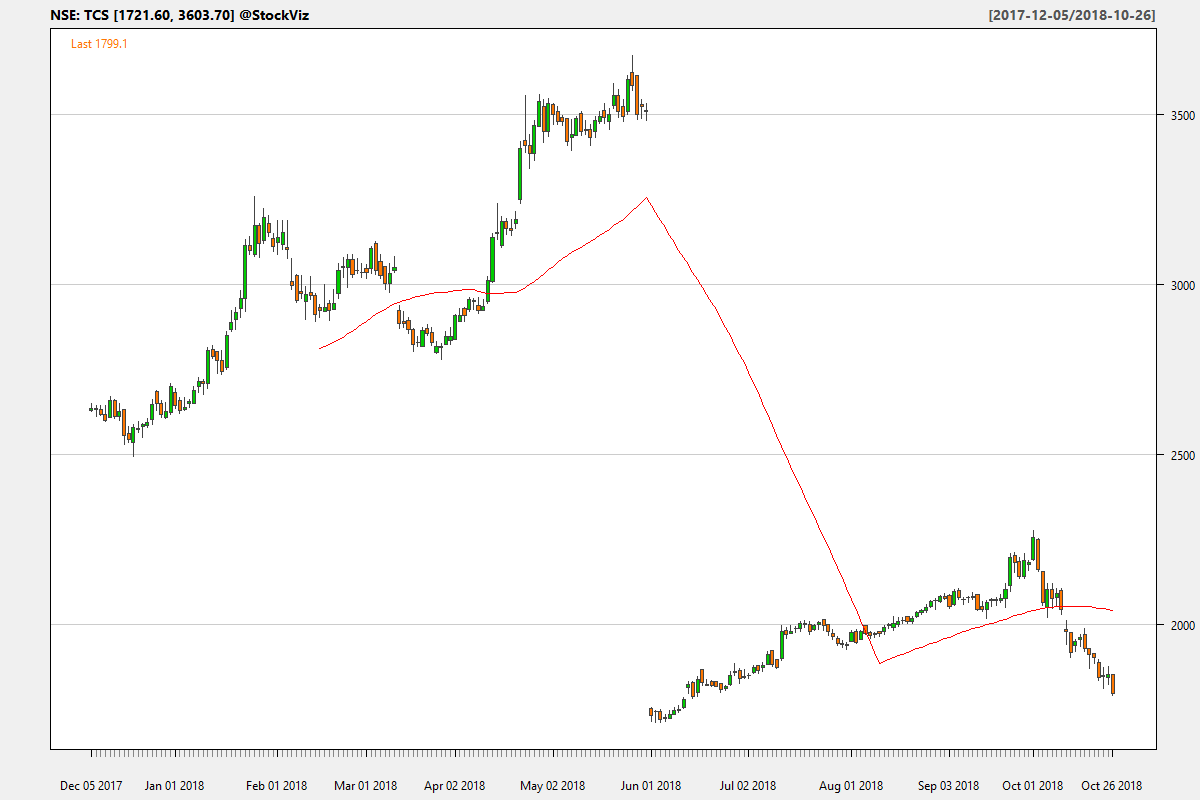 NSE: TCS [1721.60, 3603.70] @StockViz [2017-12-05/2018-10-26]
Last 1799.1
3500
3000
2500
2000
Dec 05 2017 Jan 01 2018 Feb 01 2018 Mar 01 2018 Apr 02 2018 May 02 2018 Jun 01 2018 Jul 02 2018 Aug 01 2018 Sep 03 2018 Oct 01 2018 Oct 26 2018